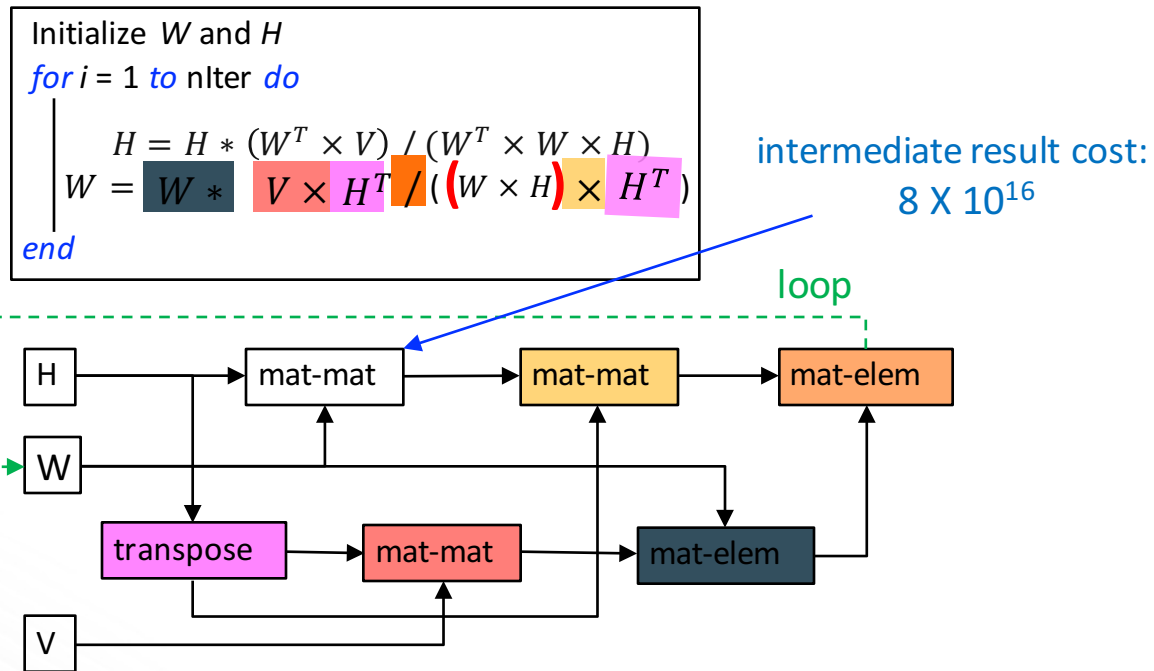 Initialize W and H
for i = 1 to nIter do
H = H * (W^T × V) / (W^T × W × H)
W = W * V × H^T / ((W × H) × H^T)
end
intermediate result cost:
8 X 10^16
loop
H
mat-mat
mat-mat
mat-elem
W
transpose
mat-mat
mat-elem
V